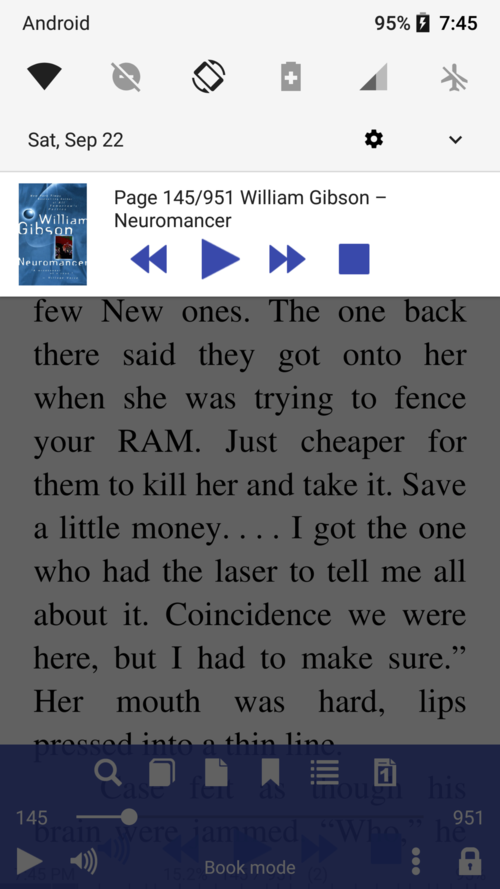 Android
95%
7:45
Sat, Sep 22
William
Gibson
Neuromancer
Page 145/951 William Gibson –
Neuromancer
few New ones. The one back
there said they got onto her
when she was trying to fence
your RAM. Just cheaper for
them to kill her and take it. Save
a little money. . . . I got the one
who had the laser to tell me all
about it. Coincidence we were
here, but I had to make sure.”
Her mouth was hard, lips
pressed into a thin line.
1
Case felt as though his
145
951
brain were jammed. “Who,” he
Book mode